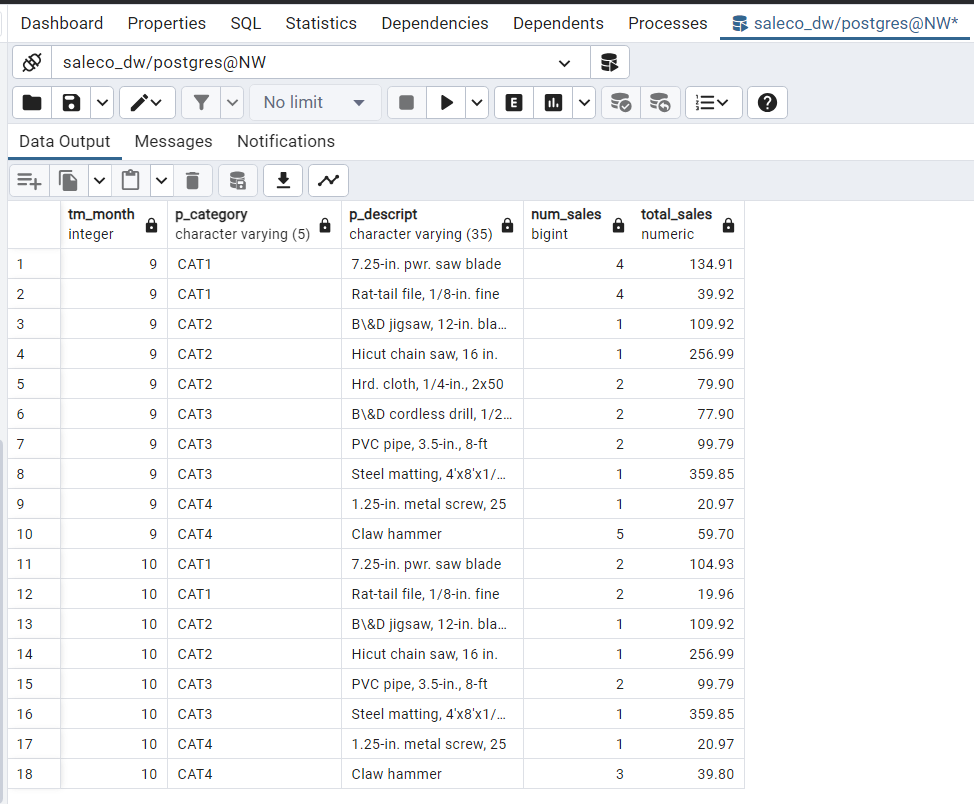 Dashboard Properties SQL Statistics Dependencies Dependents Processes saleco_dw/postgres@NW*
saleco_dw/postgres@NW
No limit E ?
Data Output Messages Notifications
tm_month p_category p_descript num_sales total_sales
integer character varying (5) character varying (35) bigint numeric
1 9 CAT1 7.25-in. pwr. saw blade 4 134.91
2 9 CAT1 Rat-tail file, 1/8-in. fine 4 39.92
3 9 CAT2 B\&D jigsaw, 12-in. bla... 1 109.92
4 9 CAT2 Hicut chain saw, 16 in. 1 256.99
5 9 CAT2 Hrd. cloth, 1/4-in., 2x50 2 79.90
6 9 CAT3 B\&D cordless drill, 1/2... 2 77.90
7 9 CAT3 PVC pipe, 3.5-in., 8-ft 2 99.79
8 9 CAT3 Steel matting, 4'x8'x1/... 1 359.85
9 9 CAT4 1.25-in. metal screw, 25 1 20.97
10 9 CAT4 Claw hammer 5 59.70
11 10 CAT1 7.25-in. pwr. saw blade 2 104.93
12 10 CAT1 Rat-tail file, 1/8-in. fine 2 19.96
13 10 CAT2 B\&D jigsaw, 12-in. bla... 1 109.92
14 10 CAT2 Hicut chain saw, 16 in. 1 256.99
15 10 CAT3 PVC pipe, 3.5-in., 8-ft 2 99.79
16 10 CAT3 Steel matting, 4'x8'x1/... 1 359.85
17 10 CAT4 1.25-in. metal screw, 25 1 20.97
18 10 CAT4 Claw hammer 3 39.80